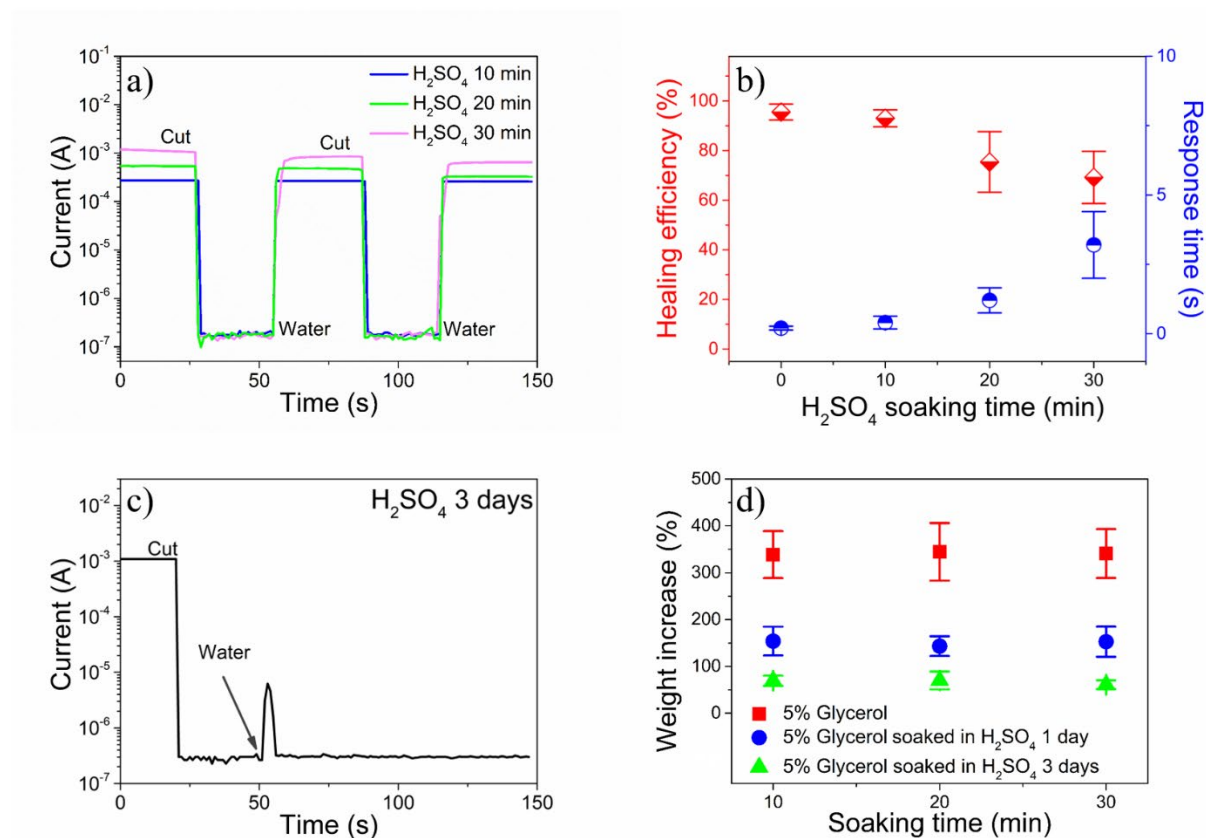 a)
10⁻¹
10⁻²
10⁻³
10⁻⁴
10⁻⁵
10⁻⁶
10⁻⁷
Current (A)
H₂SO₄ 10 min
H₂SO₄ 20 min
H₂SO₄ 30 min
Cut
Cut
Water
Water
0 50 100 150
Time (s)
b)
100
80
60
40
20
0
Healing efficiency (%)
10
5
0
Response time (s)
0 10 20 30
H₂SO₄ soaking time (min)
c)
H₂SO₄ 3 days
10⁻²
10⁻³
10⁻⁴
10⁻⁵
10⁻⁶
10⁻⁷
Current (A)
Cut
Water
0 50 100 150
Time (s)
d)
500
400
300
200
100
0
Weight increase (%)
5% Glycerol
5% Glycerol soaked in H₂SO₄ 1 day
5% Glycerol soaked in H₂SO₄ 3 days
10 20 30
Soaking time (min)